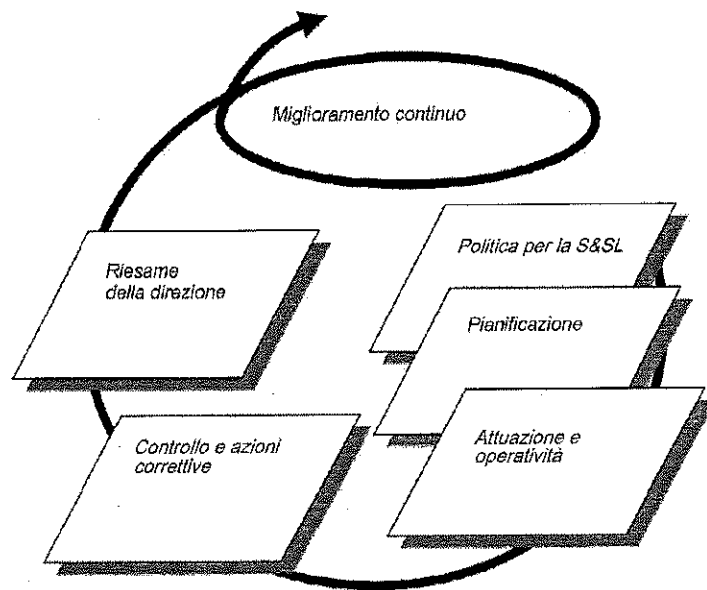 Miglioramento continuo
Politica per la S&SL
Pianificazione
Attuazione e
operatività
Controllo e azioni
correttive
Riesame
della direzione